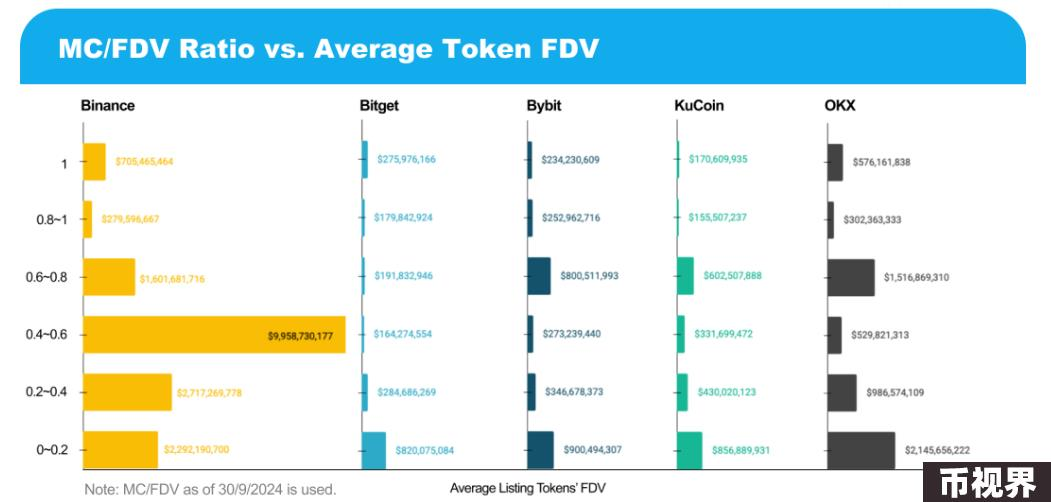 MC/FDV Ratio vs. Average Token FDV
Binance Bitget Bybit KuCoin OKX
1 $705,465,464 $275,976,166 $234,230,609 $170,609,935 $576,161,838
0.8~1 $279,596,667 $179,842,924 $252,962,716 $155,507,237 $302,363,333
0.6~0.8 $1,601,681,716 $191,832,946 $800,511,993 $602,507,888 $1,516,869,310
0.4~0.6 $9,958,730,177 $164,274,554 $273,239,440 $331,699,472 $529,821,313
0.2~0.4 $2,717,269,778 $284,686,269 $346,678,373 $430,020,123 $986,574,109
0~0.2 $2,292,190,700 $820,075,084 $900,494,307 $856,889,931 $2,145,656,222
Note: MC/FDV as of 30/9/2024 is used. Average Listing Tokens' FDV
币视界